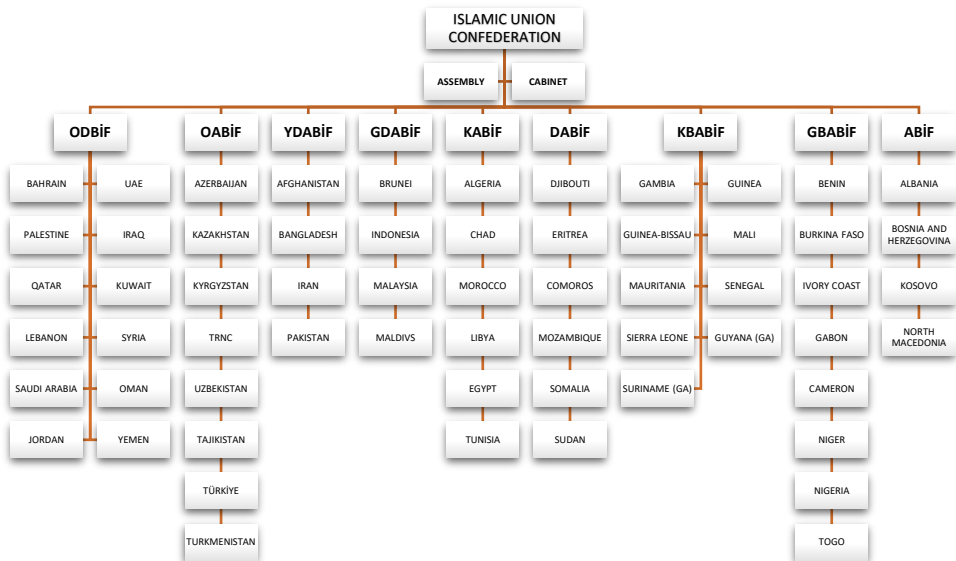 ISLAMIC UNION
CONFEDERATION
ASSEMBLY
CABINET
ODBİF
OABİF
YDABİF
GDABİF
KABİF
DABİF
KBABİF
GBABİF
ABİF
BAHRAIN
UAE
AZERBAIJAN
AFGHANISTAN
BRUNEI
ALGERIA
DJIBOUTI
GAMBIA
GUINEA
BENIN
ALBANIA
PALESTINE
IRAQ
KAZAKHSTAN
BANGLADESH
INDONESIA
CHAD
ERITREA
GUINEA-BISSAU
MALI
BURKINA FASO
BOSNIA AND
HERZEGOVINA
QATAR
KUWAIT
KYRGYZSTAN
IRAN
MALAYSIA
MOROCCO
COMOROS
MAURITANIA
SENEGAL
IVORY COAST
KOSOVO
LEBANON
SYRIA
TRNC
PAKISTAN
MALDIVS
LIBYA
MOZAMBIQUE
SIERRA LEONE
GUYANA (GA)
GABON
NORTH
MACEDONIA
SAUDI ARABIA
OMAN
UZBEKISTAN
EGYPT
SOMALIA
SURINAME (GA)
CAMERON
JORDAN
YEMEN
TAJIKISTAN
TUNISIA
SUDAN
NIGER
TÜRKİYE
NIGERIA
TURKMENISTAN
TOGO